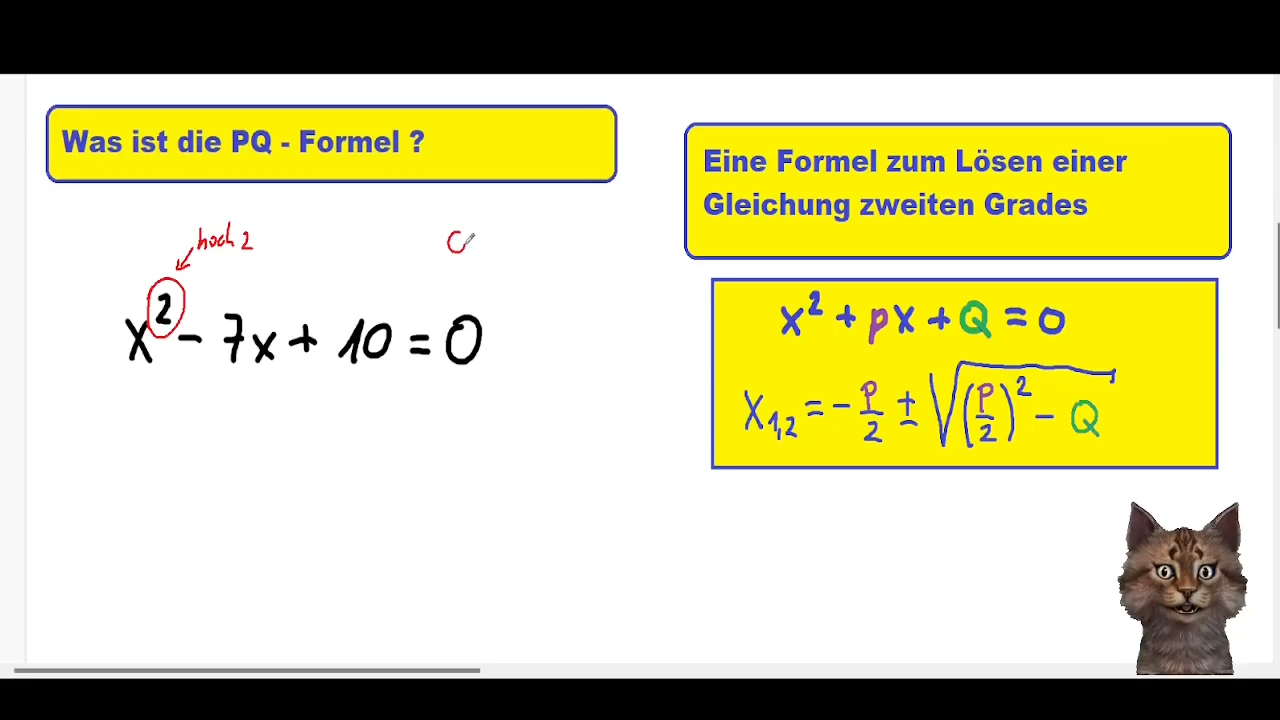 Was ist die PQ - Formel ?
Eine Formel zum Lösen einer
Gleichung zweiten Grades
hoch 2
x² - 7x + 10 = 0
x² + px + Q = 0
x₁,₂ = - p/2 ± √((p/2)² - Q)